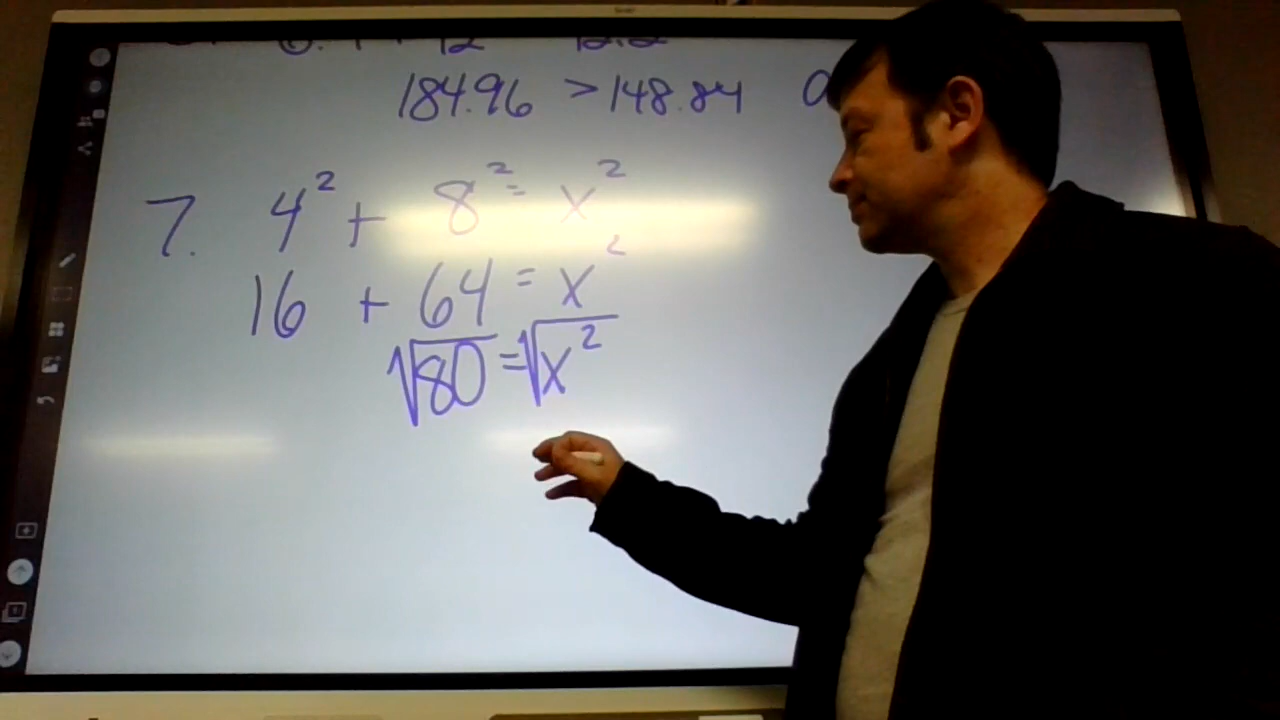 184.96 > 148.84
7. 4² + 8² = x²
16 + 64 = x²
√80 = √x²